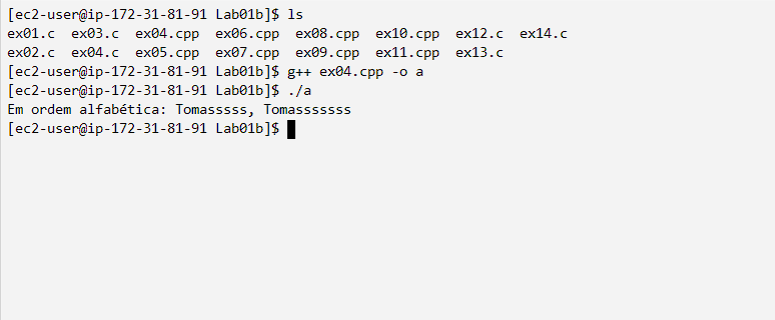 [ec2-user@ip-172-31-81-91 Lab01b]$ ls
ex01.c  ex03.c  ex04.cpp  ex06.cpp  ex08.cpp  ex10.cpp  ex12.c  ex14.c
ex02.c  ex04.c  ex05.cpp  ex07.cpp  ex09.cpp  ex11.cpp  ex13.c
[ec2-user@ip-172-31-81-91 Lab01b]$ g++ ex04.cpp -o a
[ec2-user@ip-172-31-81-91 Lab01b]$ ./a
Em ordem alfabética: Tomasssss, Tomasssssss
[ec2-user@ip-172-31-81-91 Lab01b]$